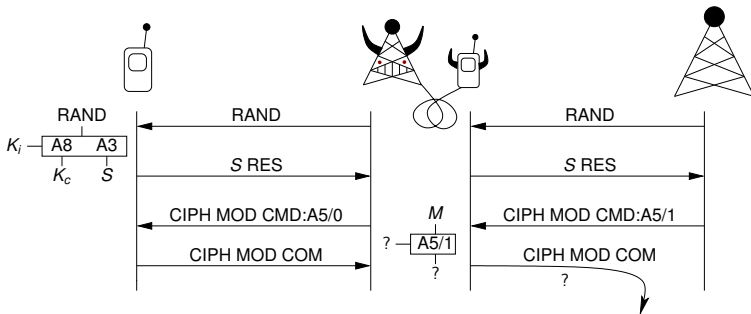 RAND
RAND
RAND
K_i
A8 A3
K_c S
S RES
S RES
CIPH MOD CMD:A5/0
M
CIPH MOD CMD:A5/1
? A5/1
?
CIPH MOD COM
CIPH MOD COM
?